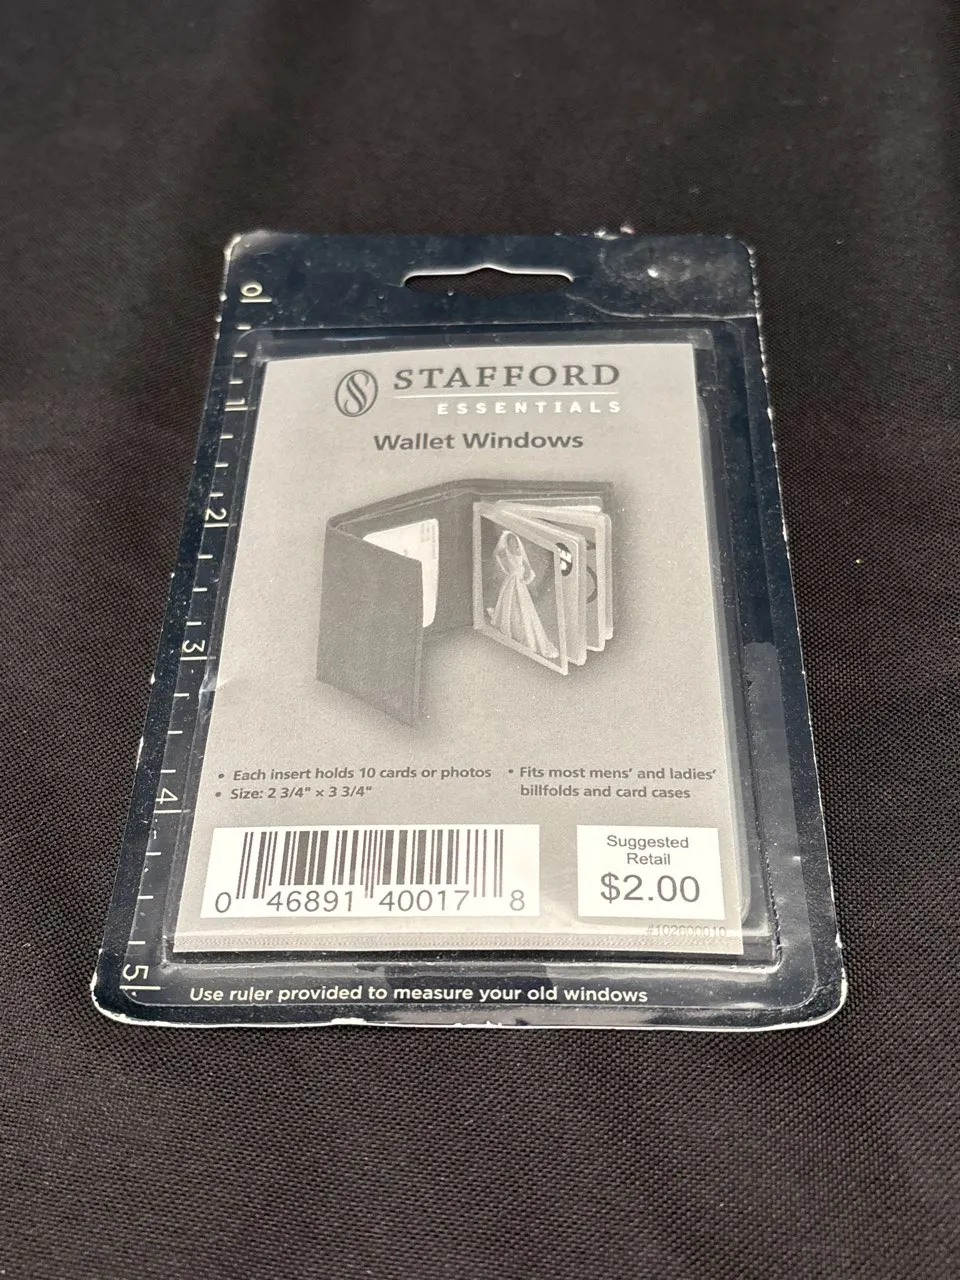 STAFFORD
ESSENTIALS
Wallet Windows
• Each insert holds 10 cards or photos
• Size: 2 3/4" x 3 3/4"
• Fits most mens' and ladies'
billfolds and card cases
0 46891 40017 8
Suggested
Retail
$2.00
#102000010
0
1
2
3
4
5
Use ruler provided to measure your old windows